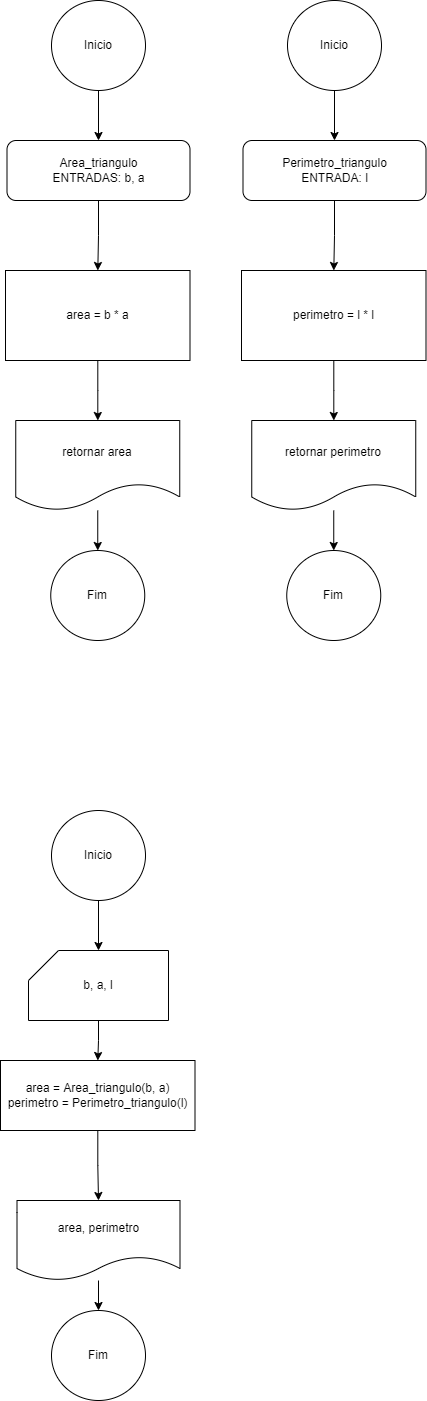 Inicio
Area_triangulo
ENTRADAS: b, a
area = b * a
retornar area
Fim
Inicio
Perimetro_triangulo
ENTRADA: l
perimetro = l * l
retornar perimetro
Fim
Inicio
b, a, l
area = Area_triangulo(b, a)
perimetro = Perimetro_triangulo(l)
area, perimetro
Fim